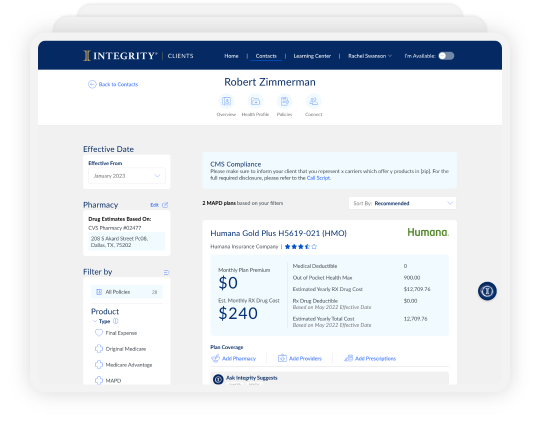 INTEGRITY® | CLIENTS
Home | Contacts | Learning Center | Rachel Swanson
I'm Available:
Back to Contacts
Robert Zimmerman
Overview Health Profile Policies Connect
Effective Date
Effective From
January 2023
Pharmacy Edit
Drug Estimates Based On:
CVS Pharmacy #02477
208 S Akard Street Pc0B,
Dallas, TX, 75202
Filter by
All Policies 28
Product
Type
Final Expense
Original Medicare
Medicare Advantage
MAPD
CMS Compliance
Please make sure to inform your client that you represent x carriers which offer y products in [zip]. For the
full required disclosure, please refer to the Call Script.
2 MAPD plans based on your filters
Sort By: Recommended
Humana Gold Plus H5619-021 (HMO)
Humana.
Humana Insurance Company |
Monthly Plan Premium
$0
Est. Monthly RX Drug Cost
$240
Medical Deductible 0
Out of Pocket Health Max 900.00
Estimated Yearly RX Drug Cost $12,709.76
Rx Drug Deductible $0.00
Based on May 2022 Effective Date
Estimated Yearly Total Cost 12,709.76
Based on May 2022 Effective Date
Plan Coverage
Add Pharmacy | Add Providers | Add Prescriptions
Ask Integrity Suggests